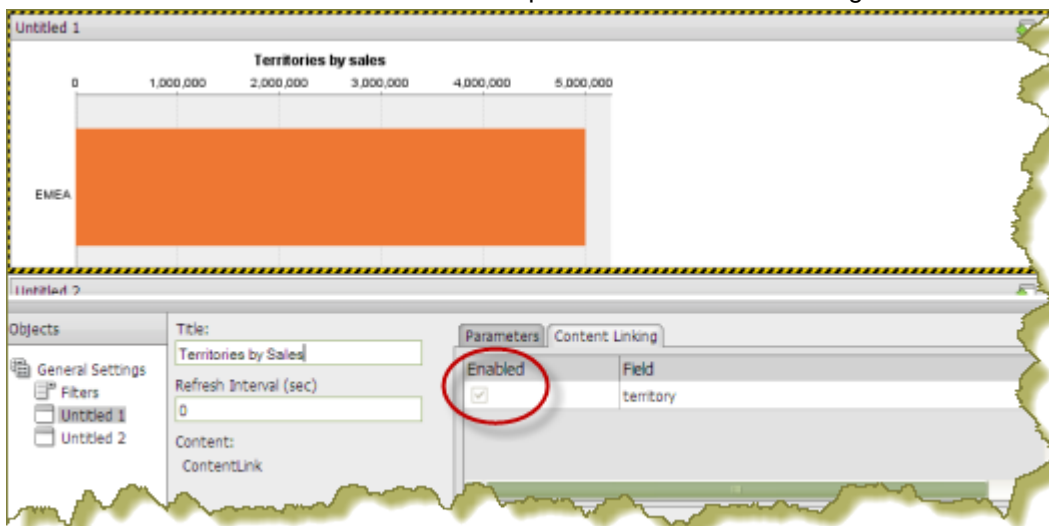 Untitled 1
Territories by sales
0 1,000,000 2,000,000 3,000,000 4,000,000 5,000,000
EMEA
Untitled 2
Objects
General Settings
Filters
Untitled 1
Untitled 2
Title:
Territories by Sales
Refresh Interval (sec)
0
Content:
ContentLink
Parameters Content Linking
Enabled Field
territory